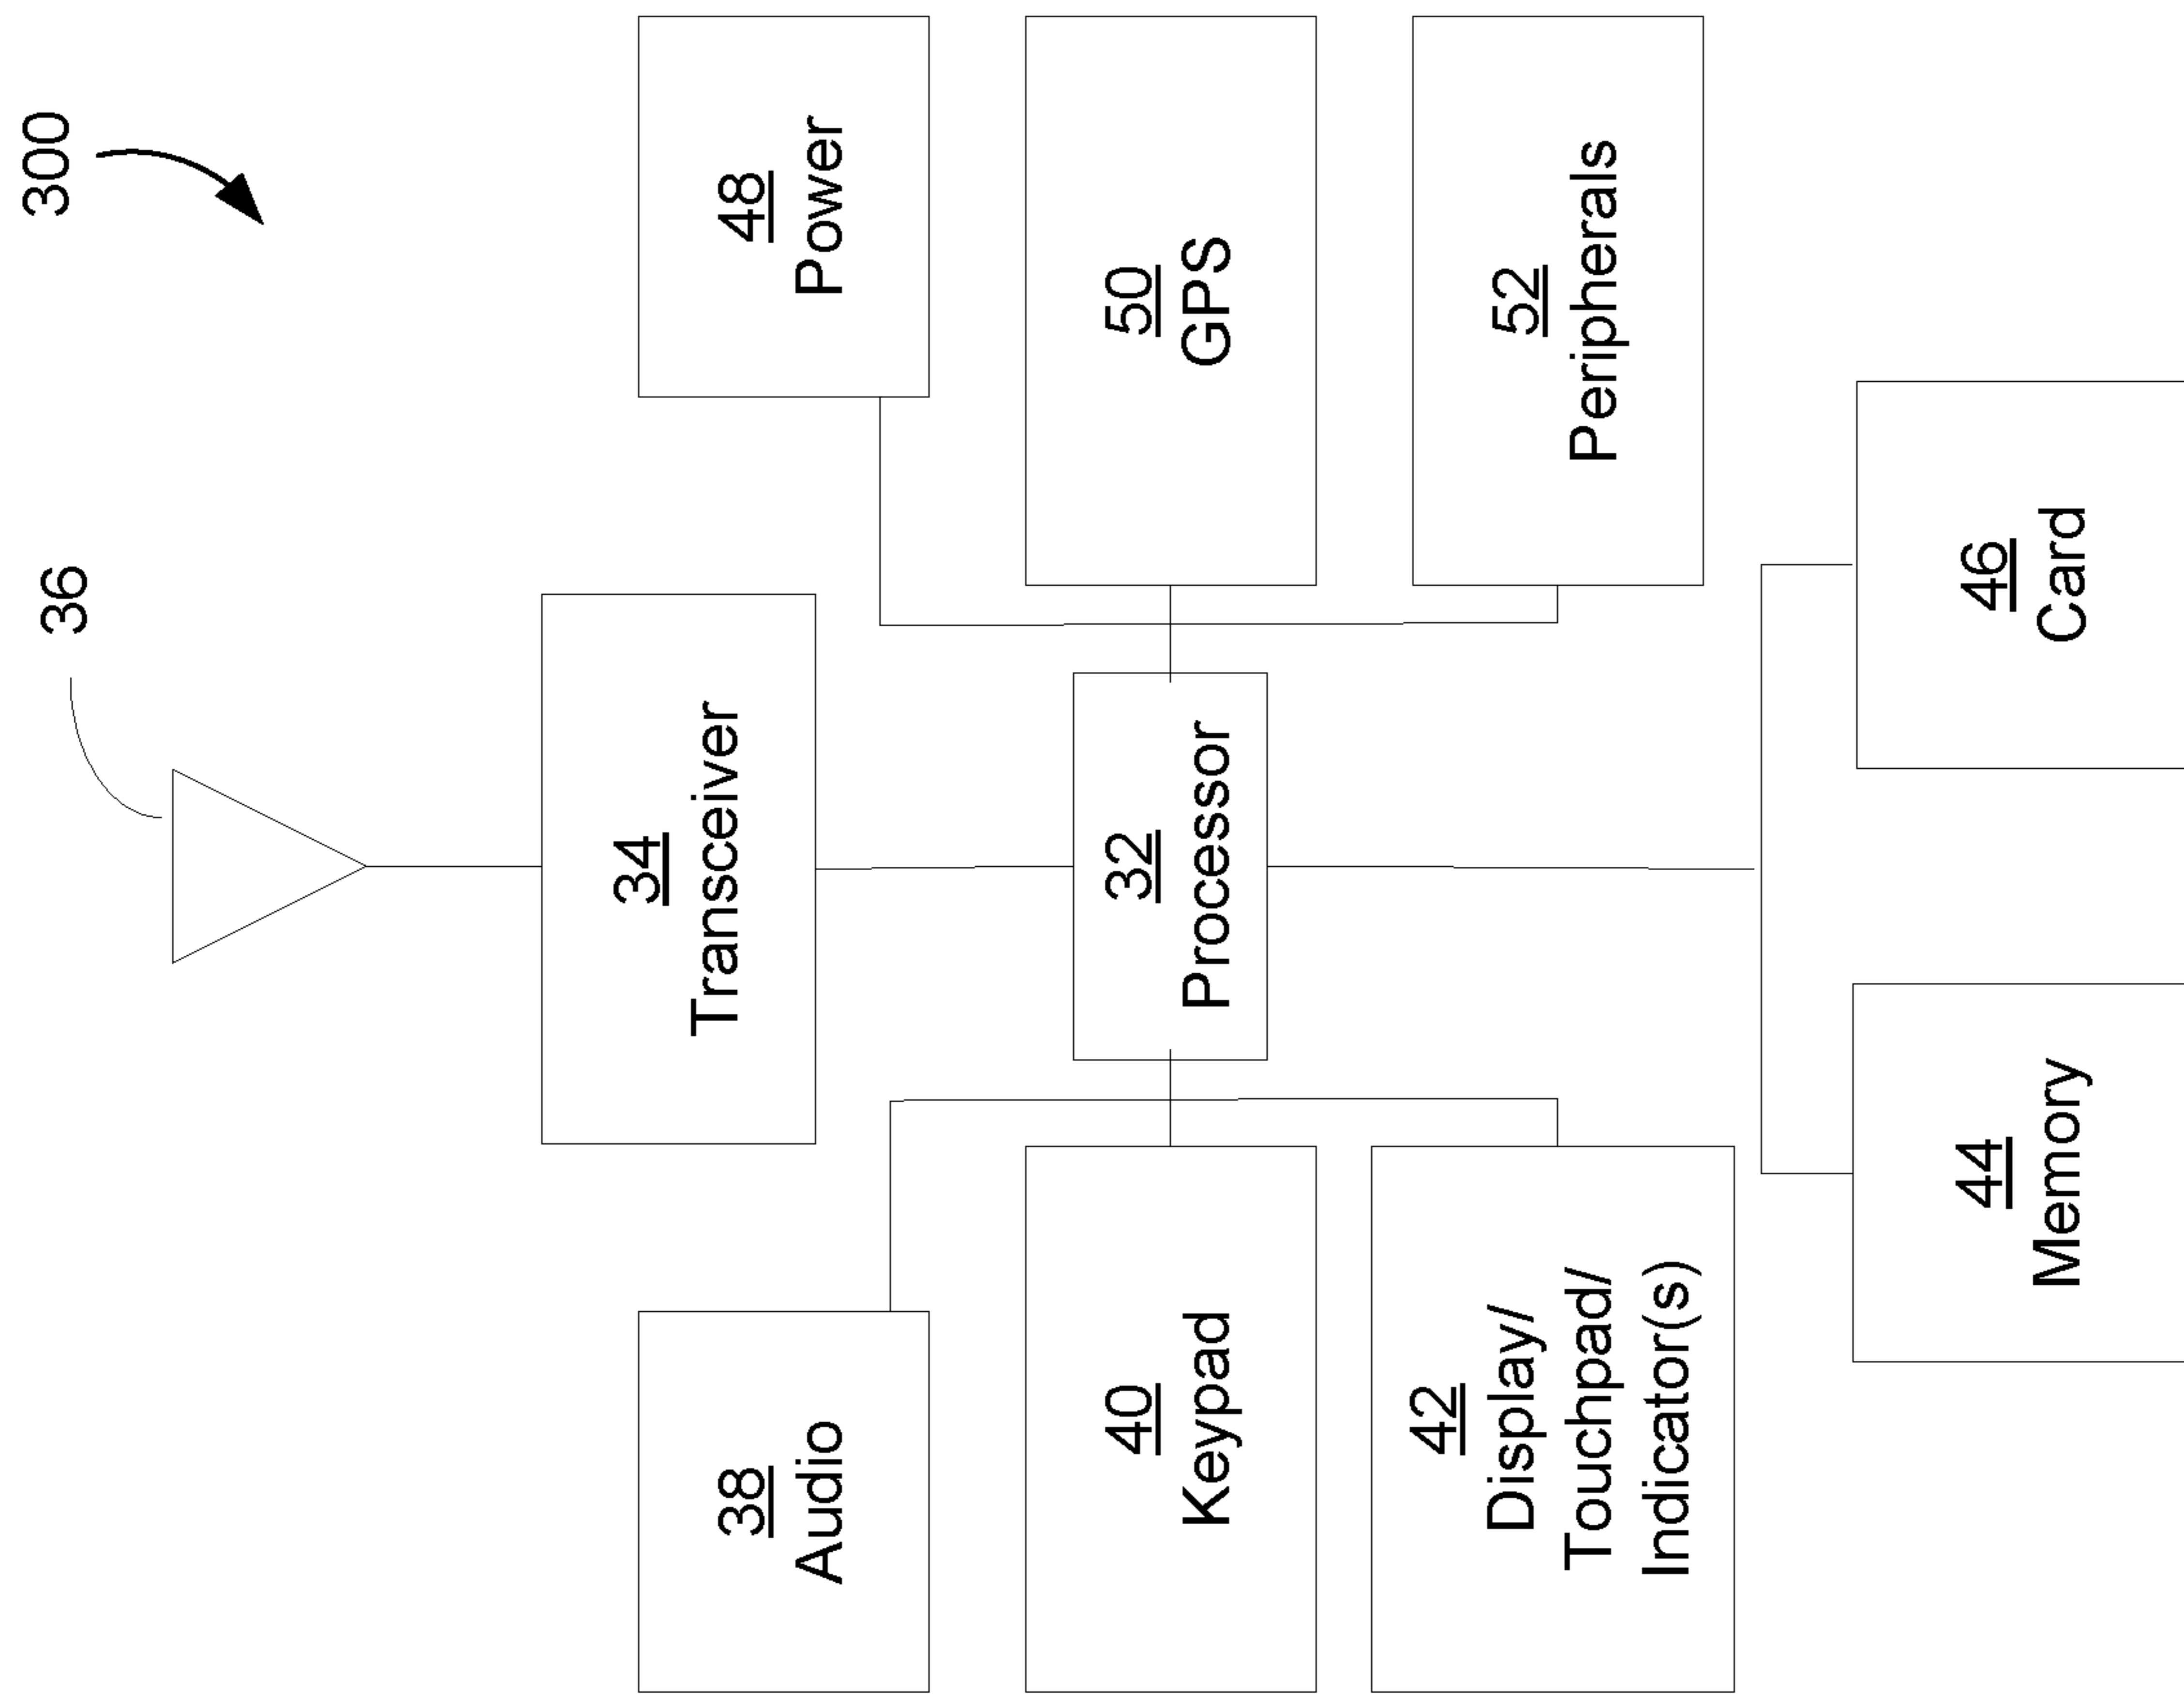 300
36
34
Transceiver
38
Audio
48
Power
40
Keypad
32
Processor
50
GPS
42
Display/
Touchpad/
Indicator(s)
52
Peripherals
44
Memory
46
Card